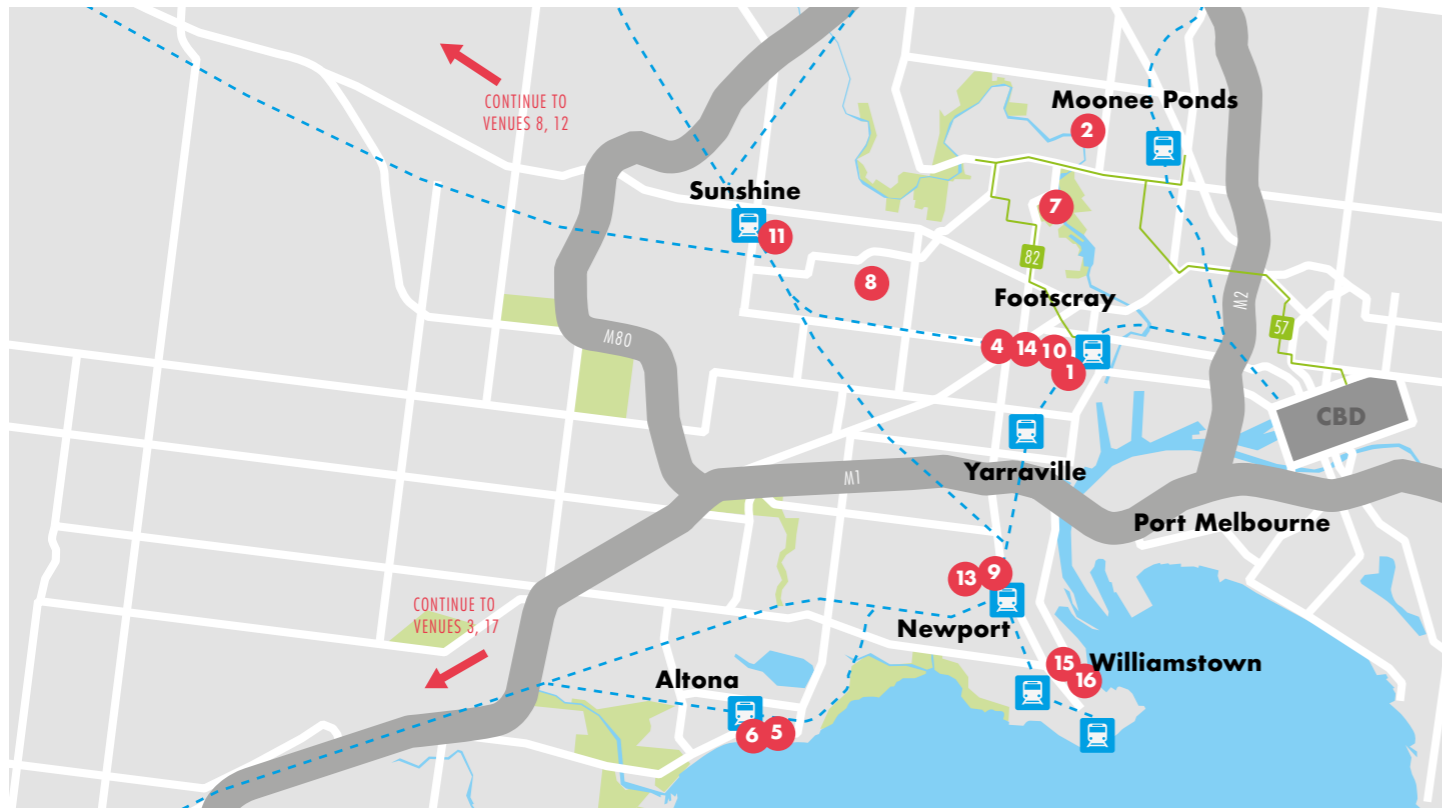 CONTINUE TO
VENUES 8, 12
Moonee Ponds
2
Sunshine
7
11
82
8
Footscray
M2
57
M80
4
14
10
1
CBD
Yarraville
M1
Port Melbourne
13
9
CONTINUE TO
VENUES 3, 17
Newport
15
Williamstown
16
Altona
6
5